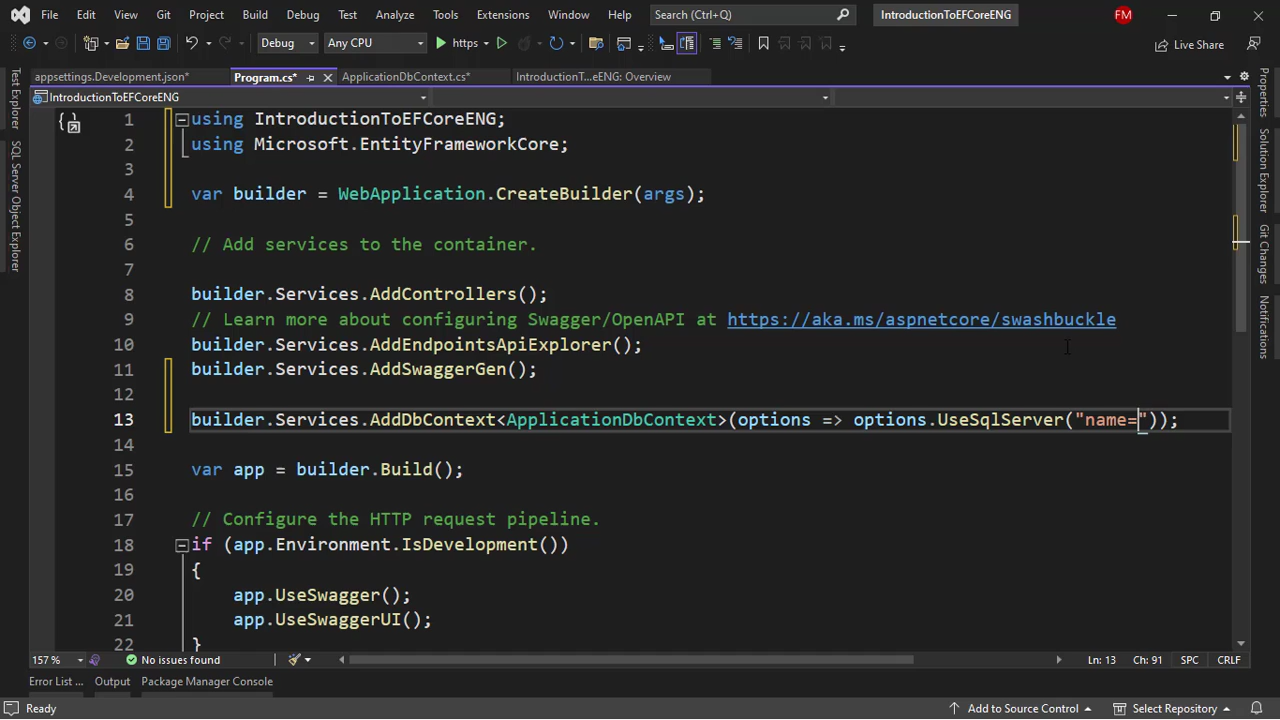 File Edit View Git Project Build Debug Test Analyze Tools Extensions Window Help Search (Ctrl+Q) IntroductionToEFCoreENG FM
Debug Any CPU https Live Share
appsettings.Development.json* Program.cs* ApplicationDbContext.cs* IntroductionT...eENG: Overview
IntroductionToEFCoreENG
Test Explorer
SQL Server Object Explorer
1 using IntroductionToEFCoreENG;
2 using Microsoft.EntityFrameworkCore;
3
4 var builder = WebApplication.CreateBuilder(args);
5
6 // Add services to the container.
7
8 builder.Services.AddControllers();
9 // Learn more about configuring Swagger/OpenAPI at https://aka.ms/aspnetcore/swashbuckle
10 builder.Services.AddEndpointsApiExplorer();
11 builder.Services.AddSwaggerGen();
12
13 builder.Services.AddDbContext<ApplicationDbContext>(options => options.UseSqlServer("name="));
14
15 var app = builder.Build();
16
17 // Configure the HTTP request pipeline.
18 if (app.Environment.IsDevelopment())
19 {
20 app.UseSwagger();
21 app.UseSwaggerUI();
22 }
Properties
Solution Explorer
Git Changes
Notifications
157 % No issues found Ln: 13 Ch: 91 SPC CRLF
Error List ... Output Package Manager Console
Ready Add to Source Control Select Repository